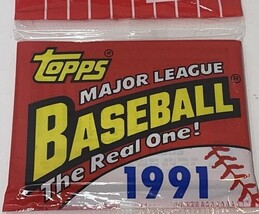 Topps®
MAJOR LEAGUE
BASEBALL®
The Real One!
1991